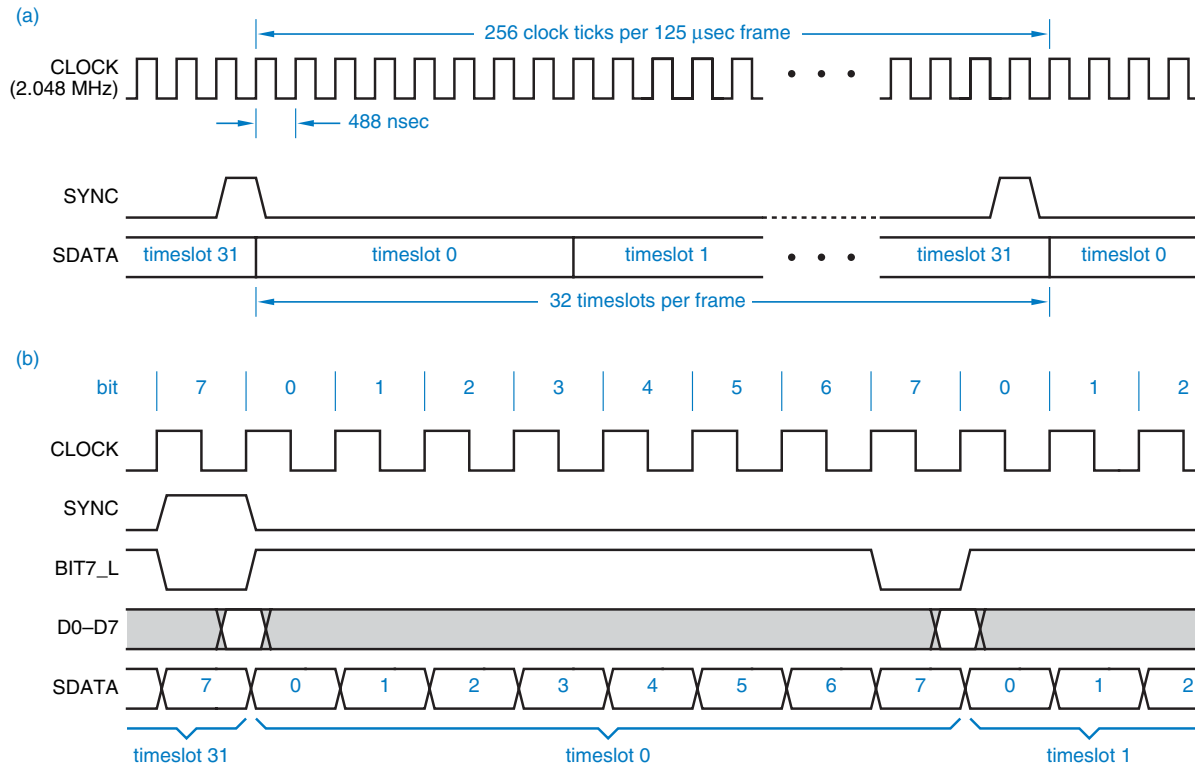 (a)
256 clock ticks per 125 μsec frame
CLOCK
(2.048 MHz)
488 nsec
SYNC
SDATA timeslot 31 timeslot 0 timeslot 1 timeslot 31 timeslot 0
32 timeslots per frame
(b)
bit 7 0 1 2 3 4 5 6 7 0 1 2
CLOCK
SYNC
BIT7_L
D0–D7
SDATA 7 0 1 2 3 4 5 6 7 0 1 2
timeslot 31 timeslot 0 timeslot 1